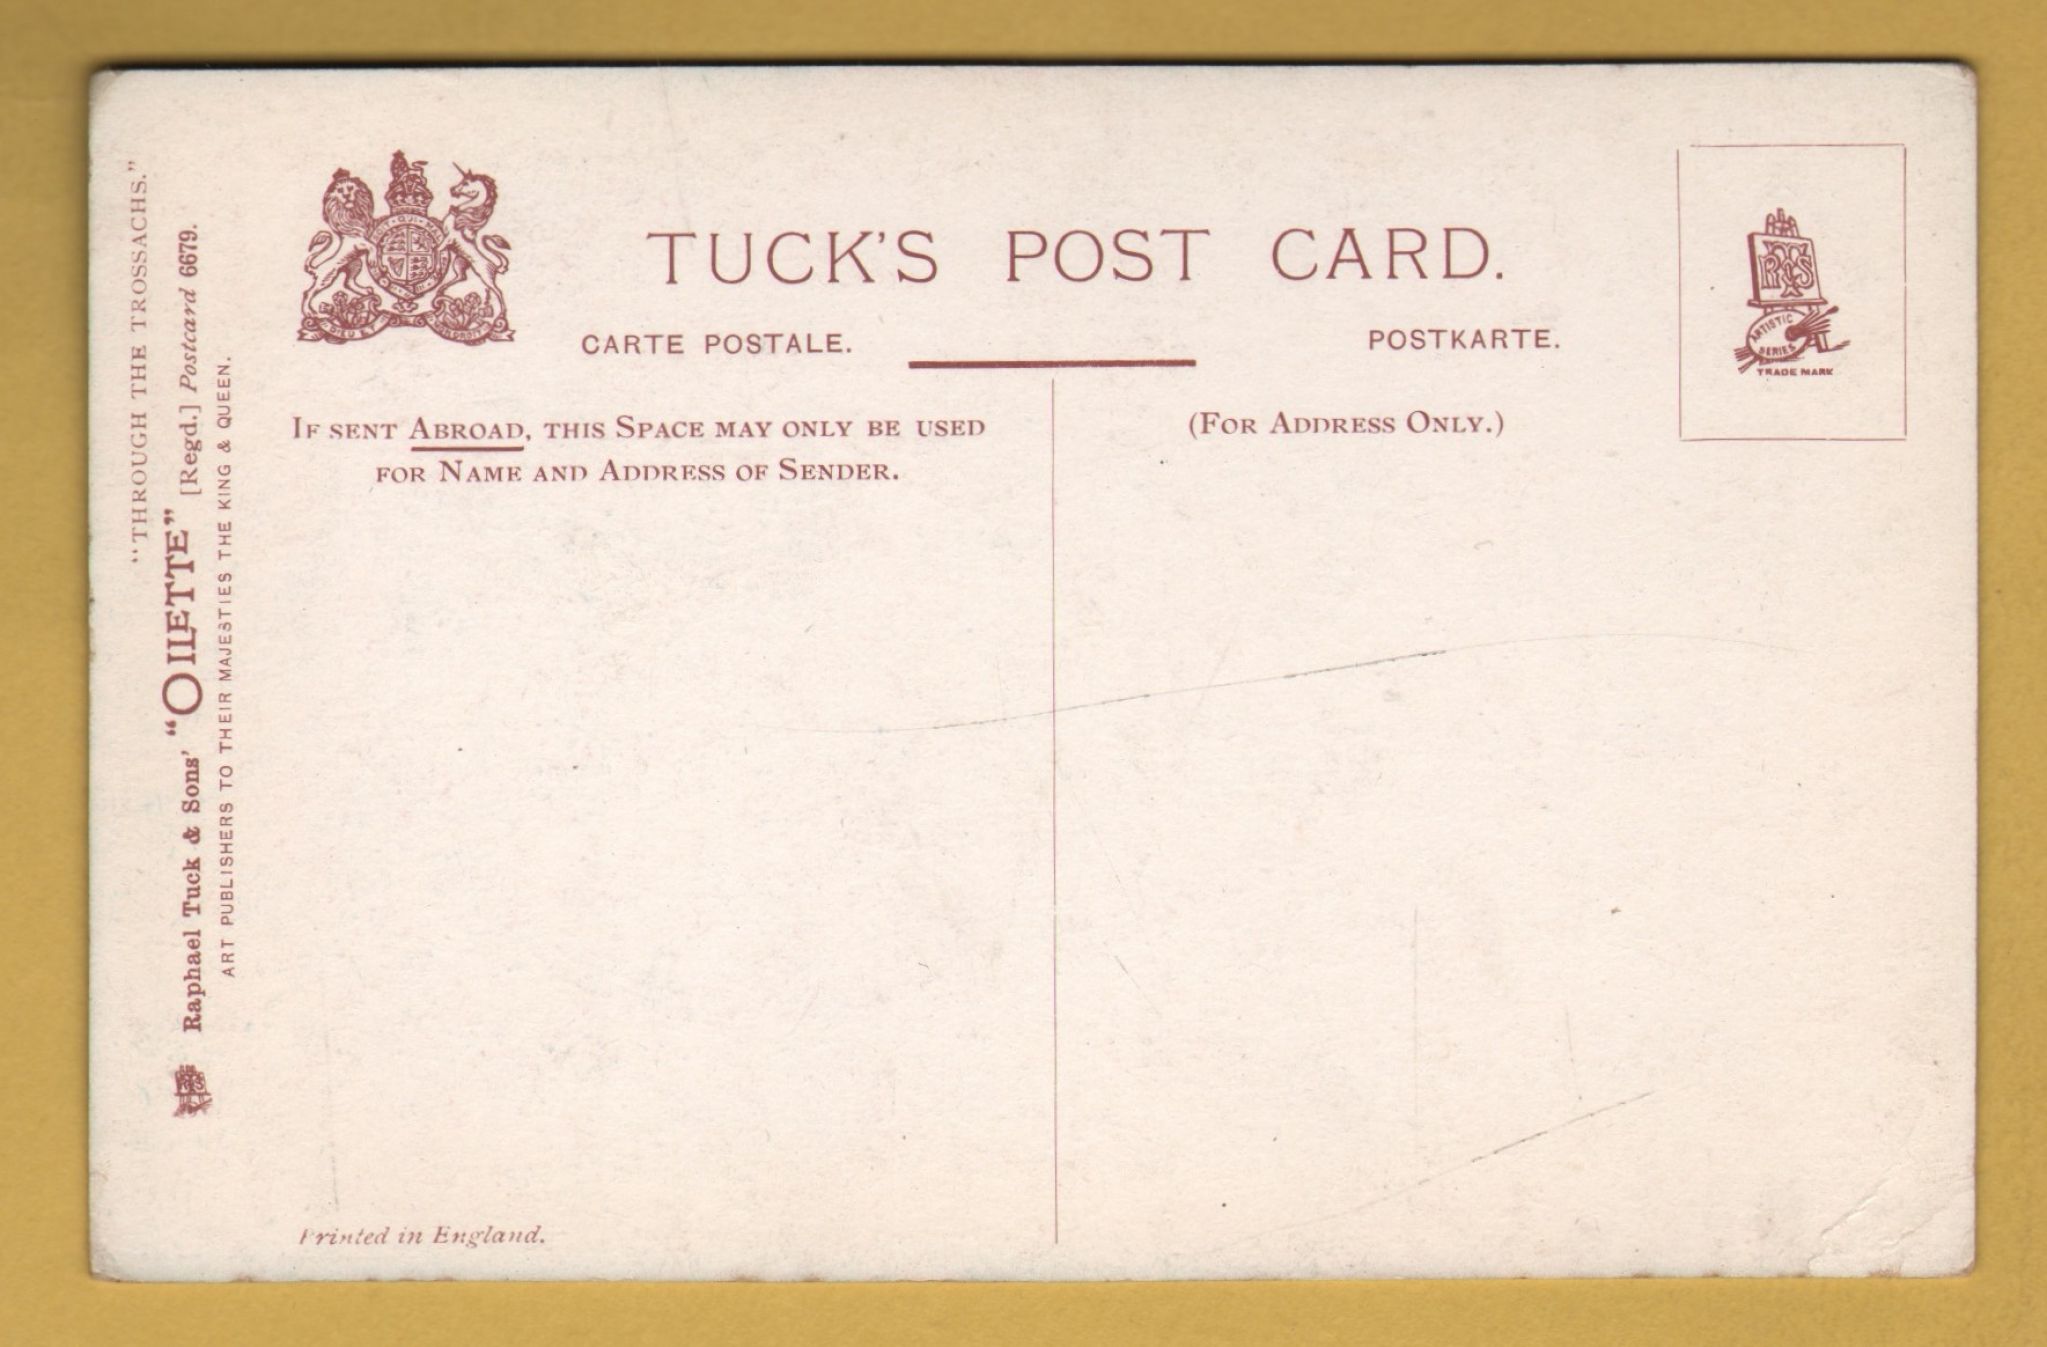 "THROUGH THE TROSSACHS."
Raphael Tuck & Sons' "OILETTE" [Regd.] Postcard 6679.
ART PUBLISHERS TO THEIR MAJESTIES THE KING & QUEEN.
TUCK'S POST CARD.
CARTE POSTALE.
POSTKARTE.
IF SENT ABROAD, THIS SPACE MAY ONLY BE USED
FOR NAME AND ADDRESS OF SENDER.
(FOR ADDRESS ONLY.)
RT&S
ARTISTIC
SERIES
TRADE MARK
Printed in England.